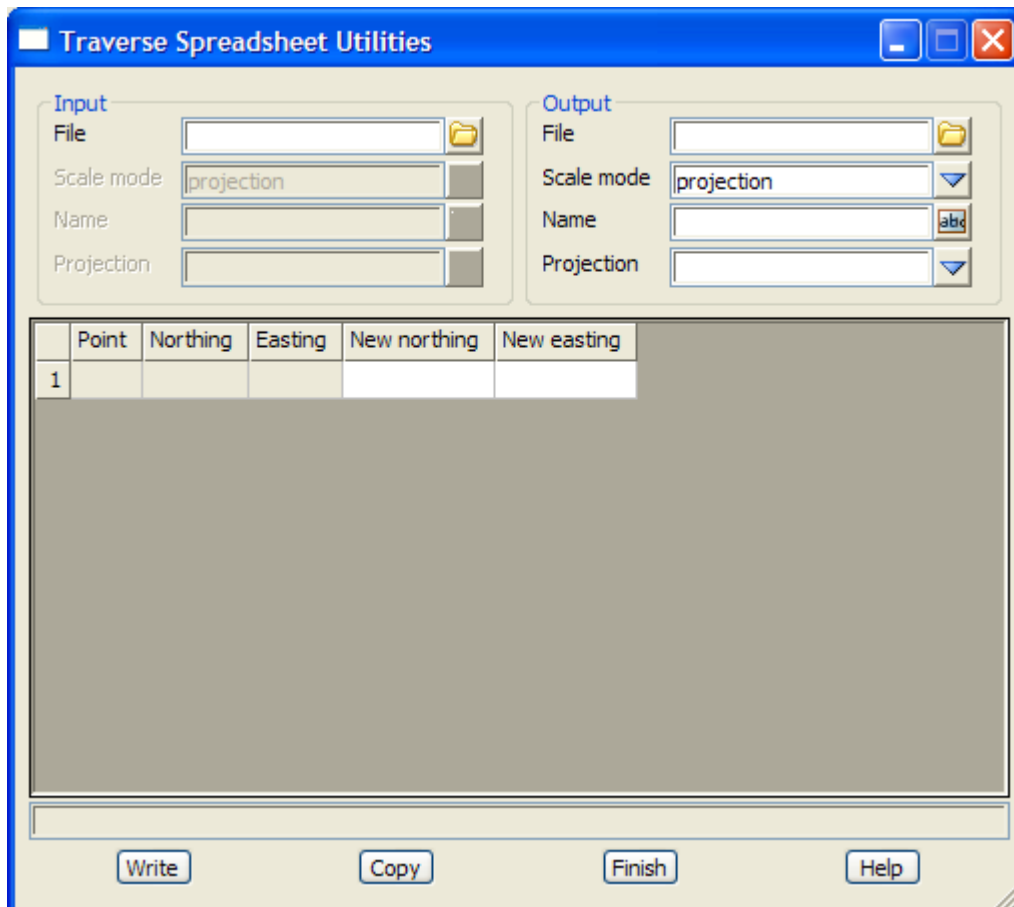 Traverse Spreadsheet Utilities
Input
File
Scale mode projection
Name
Projection
Output
File
Scale mode projection
Name abc
Projection
Point Northing Easting New northing New easting
1
Write Copy Finish Help